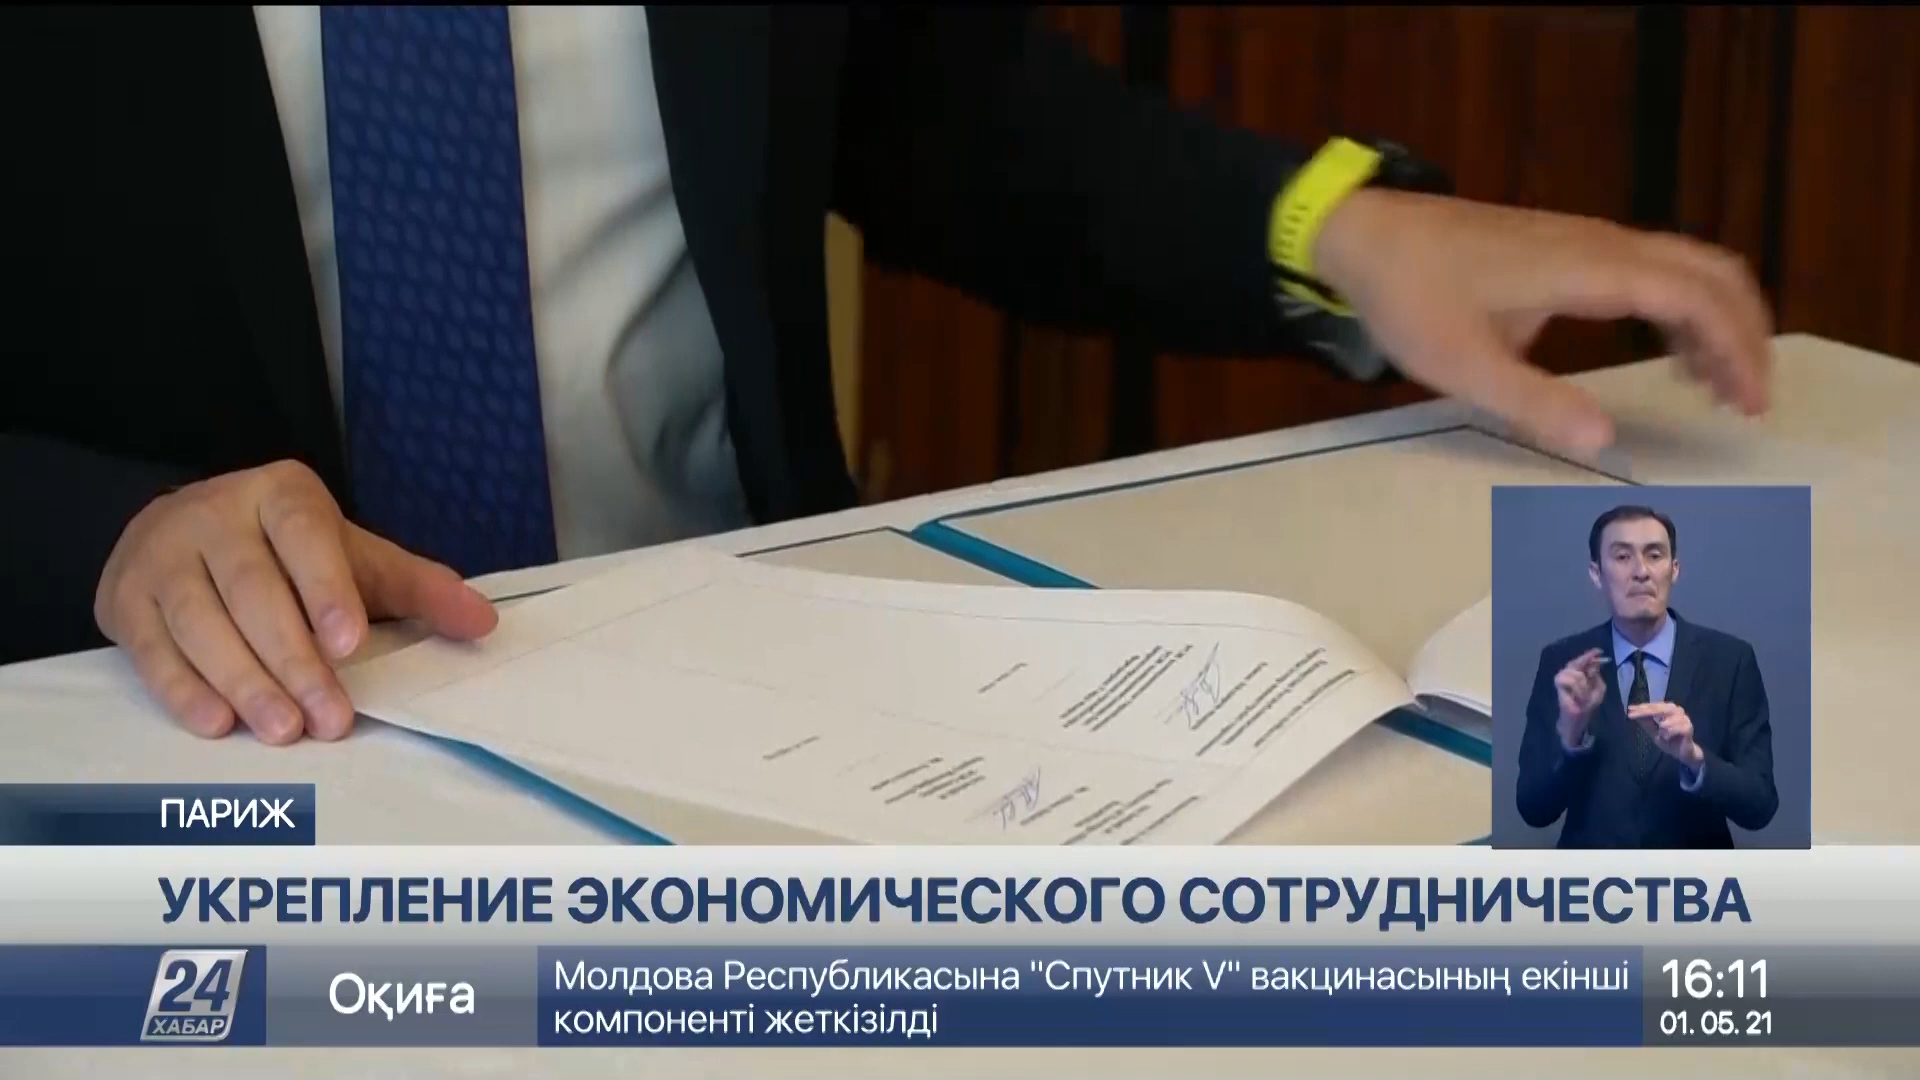 ПАРИЖ
УКРЕПЛЕНИЕ ЭКОНОМИЧЕСКОГО СОТРУДНИЧЕСТВА
24
ХАБАР
Оқиға
Молдова Республикасына "Спутник V" вакцинасының екінші
компоненті жеткізілді
16:11
01. 05. 21